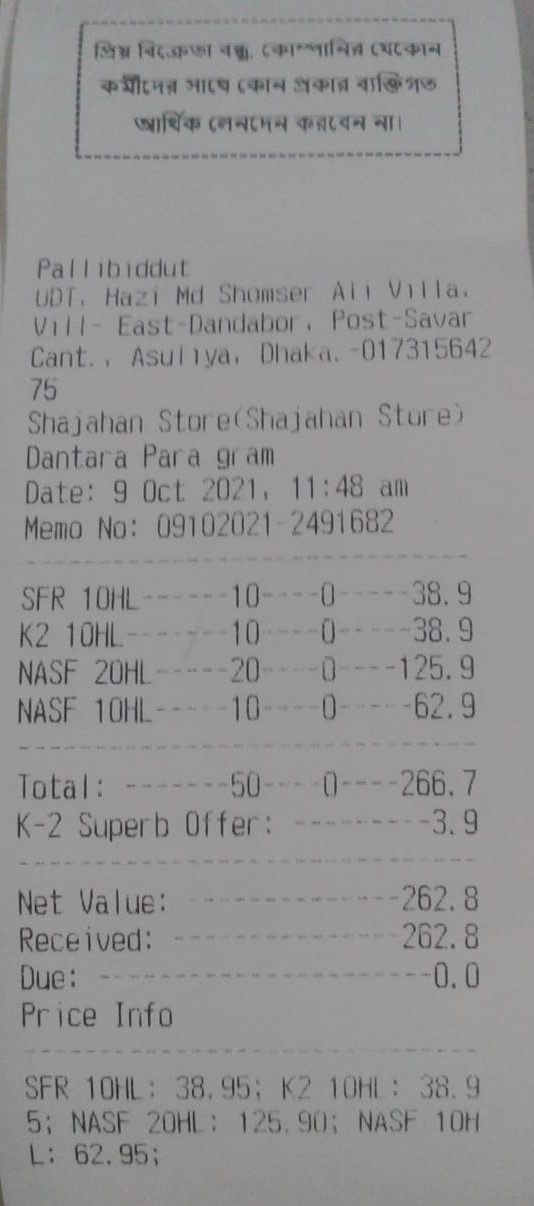 প্রিয় বিক্রেতা বন্ধু, কোম্পানির যেকোন
কর্মীদের সাথে কোন প্রকার ব্যক্তিগত
আর্থিক লেনদেন করবেন না।
Pallibiddut
UDT, Hazi Md Shomser Ali Villa,
Vill- East-Dandabor, Post-Savar
Cant., Asuliya, Dhaka.-017315642
75
Shajahan Store(Shajahan Store)
Dantara Para gram
Date: 9 Oct 2021, 11:48 am
Memo No: 09102021-2491682
SFR 10HL------10----0-----38.9
K2 10HL-------10----0-----38.9
NASF 20HL-----20----0----125.9
NASF 10HL-----10----0-----62.9
Total: -------50----0----266.7
K-2 Superb Offer: ---------3.9
Net Value: --------------262.8
Received: ---------------262.8
Due: ----------------------0.0
Price Info
SFR 10HL: 38.95; K2 10HL: 38.9
5; NASF 20HL: 125.90; NASF 10H
L: 62.95;